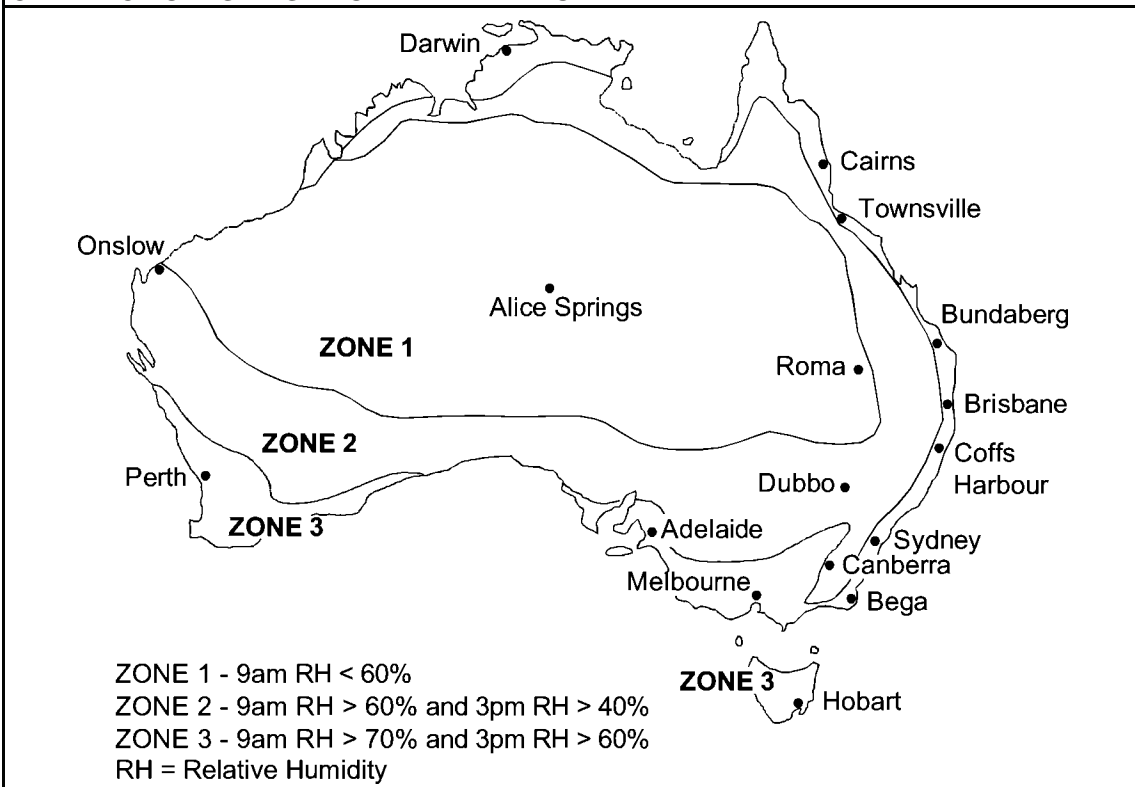 Darwin
Cairns
Townsville
Onslow
Alice Springs
Bundaberg
ZONE 1
Roma
Brisbane
ZONE 2
Coffs
Harbour
Perth
Dubbo
ZONE 3
Adelaide
Sydney
Canberra
Melbourne
Bega
ZONE 3
Hobart
ZONE 1 - 9am RH < 60%
ZONE 2 - 9am RH > 60% and 3pm RH > 40%
ZONE 3 - 9am RH > 70% and 3pm RH > 60%
RH = Relative Humidity